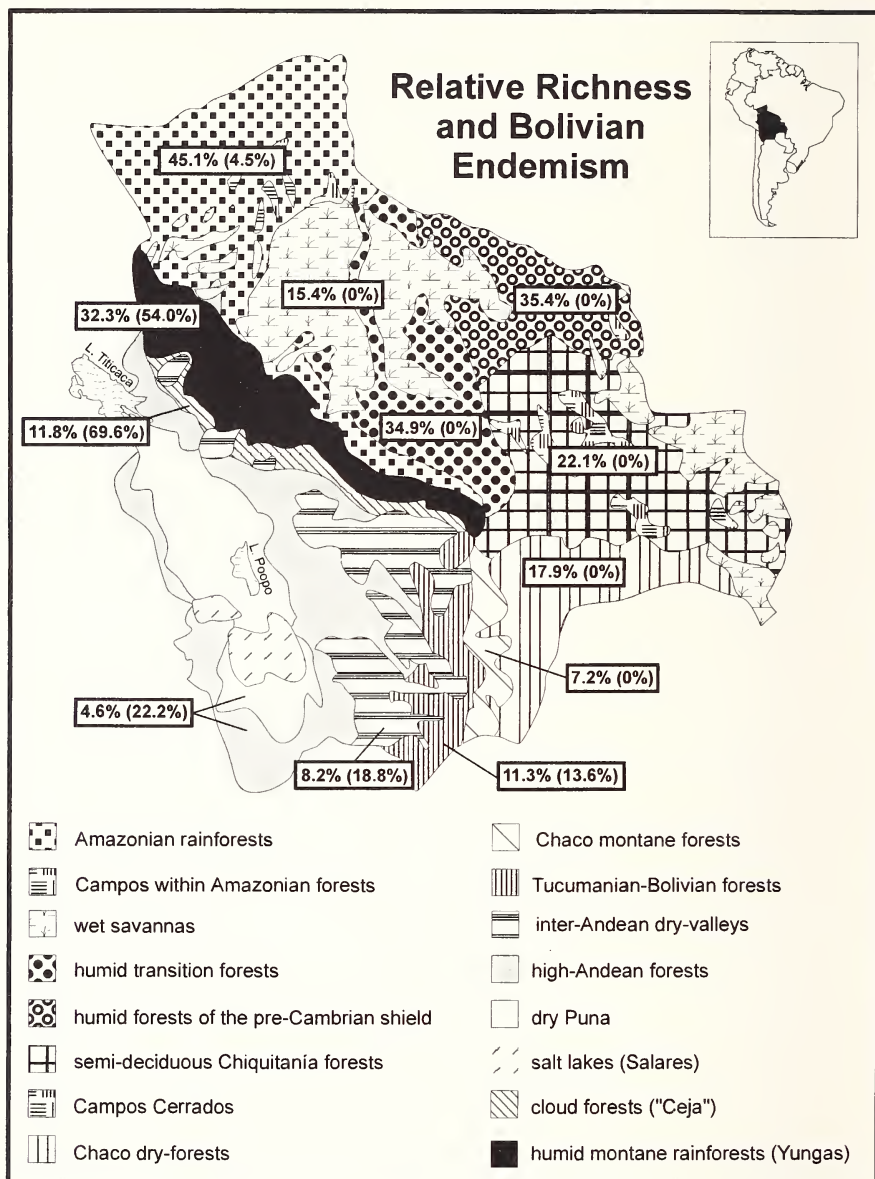 Relative Richness
and Bolivian
Endemism
45.1% (4.5%)
15.4% (0%)
35.4% (0%)
32.3% (54.0%)
L. Titicaca
11.8% (69.6%)
34.9% (0%)
22.1% (0%)
17.9% (0%)
L. Poopo
7.2% (0%)
4.6% (22.2%)
8.2% (18.8%)
11.3% (13.6%)
Amazonian rainforests
Campos within Amazonian forests
wet savannas
humid transition forests
humid forests of the pre-Cambrian shield
semi-deciduous Chiquitanía forests
Campos Cerrados
Chaco dry-forests
Chaco montane forests
Tucumanian-Bolivian forests
inter-Andean dry-valleys
high-Andean forests
dry Puna
salt lakes (Salares)
cloud forests ("Ceja")
humid montane rainforests (Yungas)